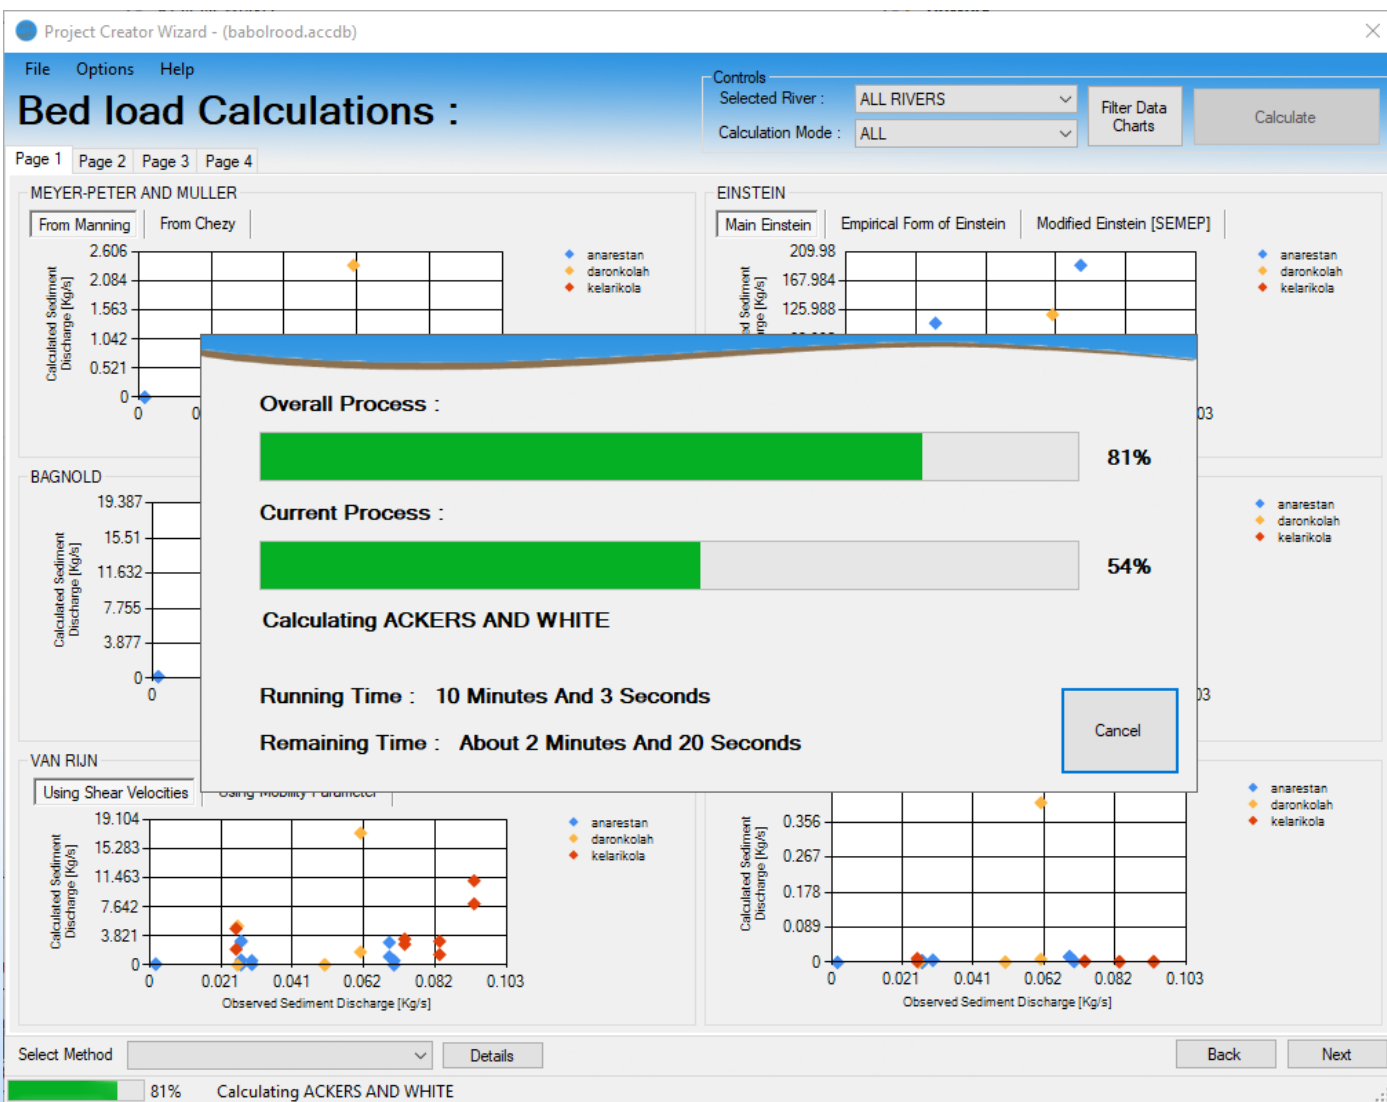 Project Creator Wizard - (babolrood.accdb)
File Options Help
Bed load Calculations :
Controls
Selected River : ALL RIVERS
Calculation Mode : ALL
Filter Data Charts
Calculate
Page 1 Page 2 Page 3 Page 4
MEYER-PETER AND MULLER
From Manning From Chezy
2.606
2.084
1.563
1.042
0.521
0
0
Calculated Sediment
Discharge [Kg/s]
anarestan
daronkolah
kelarikola
EINSTEIN
Main Einstein Empirical Form of Einstein Modified Einstein [SEMEP]
209.98
167.984
125.988
anarestan
daronkolah
kelarikola
03
Overall Process :
81%
Current Process :
54%
Calculating ACKERS AND WHITE
Running Time : 10 Minutes And 3 Seconds
Remaining Time : About 2 Minutes And 20 Seconds
Cancel
BAGNOLD
19.387
15.51
11.632
7.755
3.877
0
0
Calculated Sediment
Discharge [Kg/s]
anarestan
daronkolah
kelarikola
03
VAN RIJN
Using Shear Velocities Using Mobility Parameter
19.104
15.283
11.463
7.642
3.821
0
Calculated Sediment
Discharge [Kg/s]
0 0.021 0.041 0.062 0.082 0.103
Observed Sediment Discharge [Kg/s]
anarestan
daronkolah
kelarikola
0.356
0.267
0.178
0.089
0
Calculated Sediment
Discharge [Kg/s]
0 0.021 0.041 0.062 0.082 0.103
Observed Sediment Discharge [Kg/s]
anarestan
daronkolah
kelarikola
Select Method Details Back Next
81% Calculating ACKERS AND WHITE